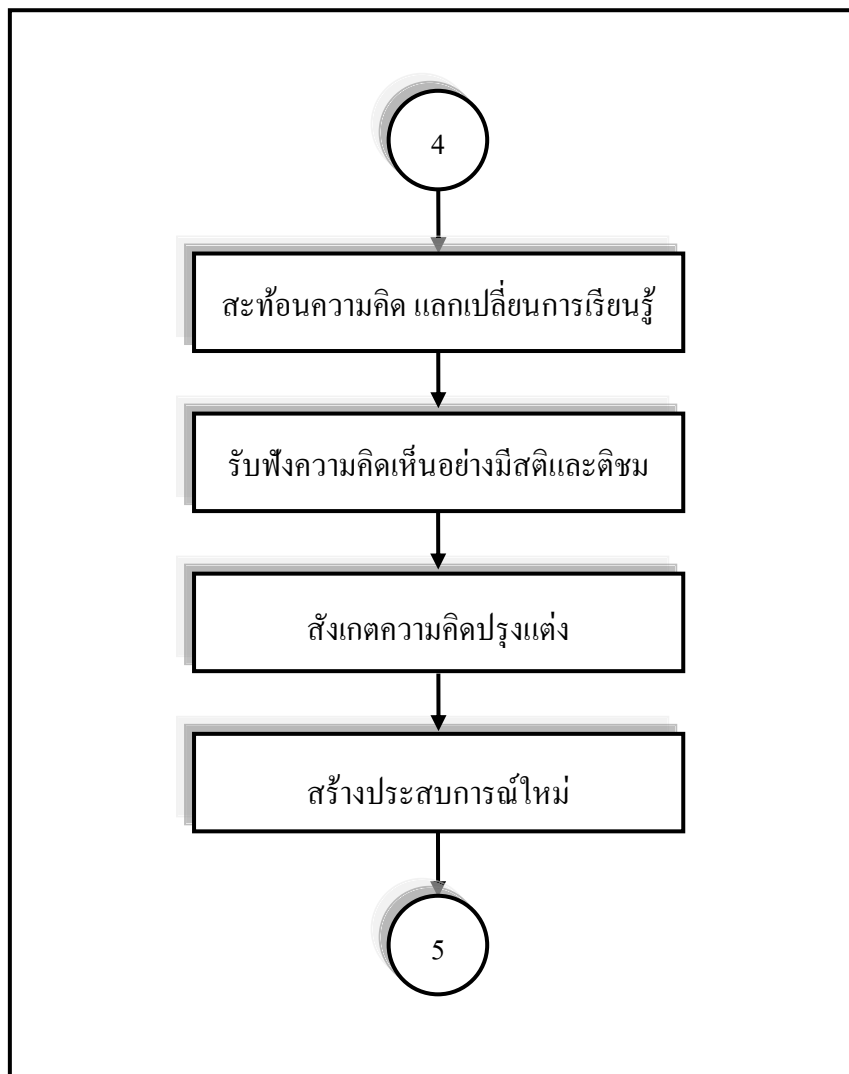 4
สะท้อนความคิด แลกเปลี่ยนการเรียนรู้
รับฟังความคิดเห็นอย่างมีสติและติชม
สังเกตความคิดปรุงแต่ง
สร้างประสบการณ์ใหม่
5